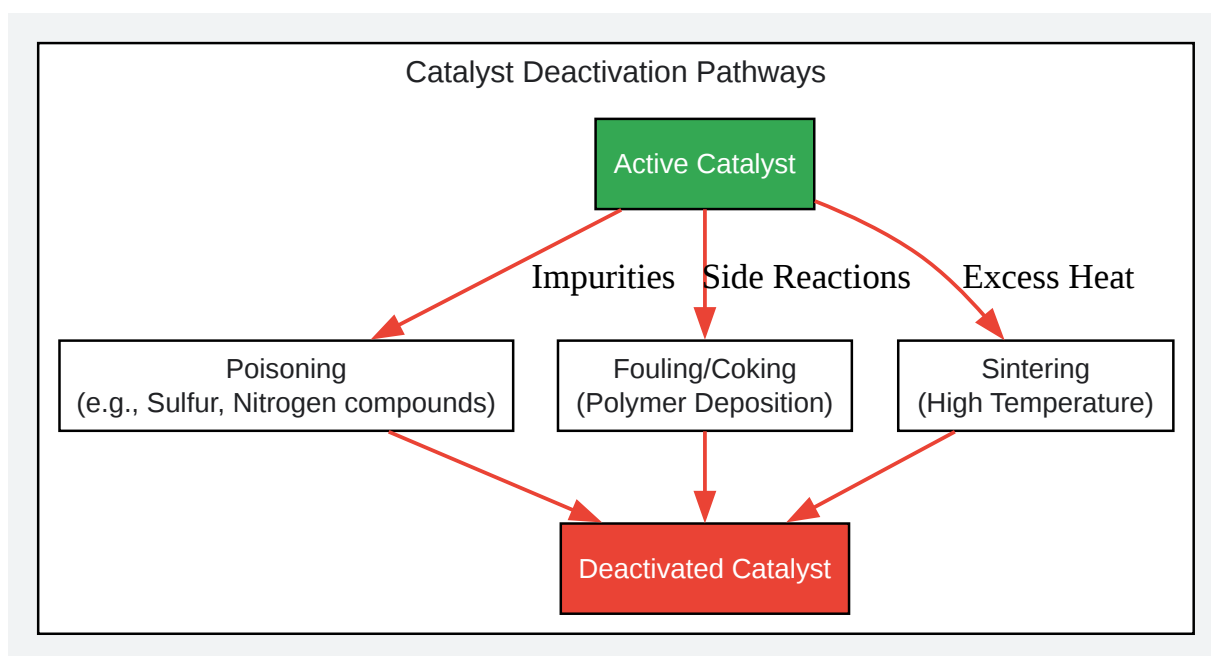 Catalyst Deactivation Pathways
Active Catalyst
Impurities
Side Reactions
Excess Heat
Poisoning
(e.g., Sulfur, Nitrogen compounds)
Fouling/Coking
(Polymer Deposition)
Sintering
(High Temperature)
Deactivated Catalyst